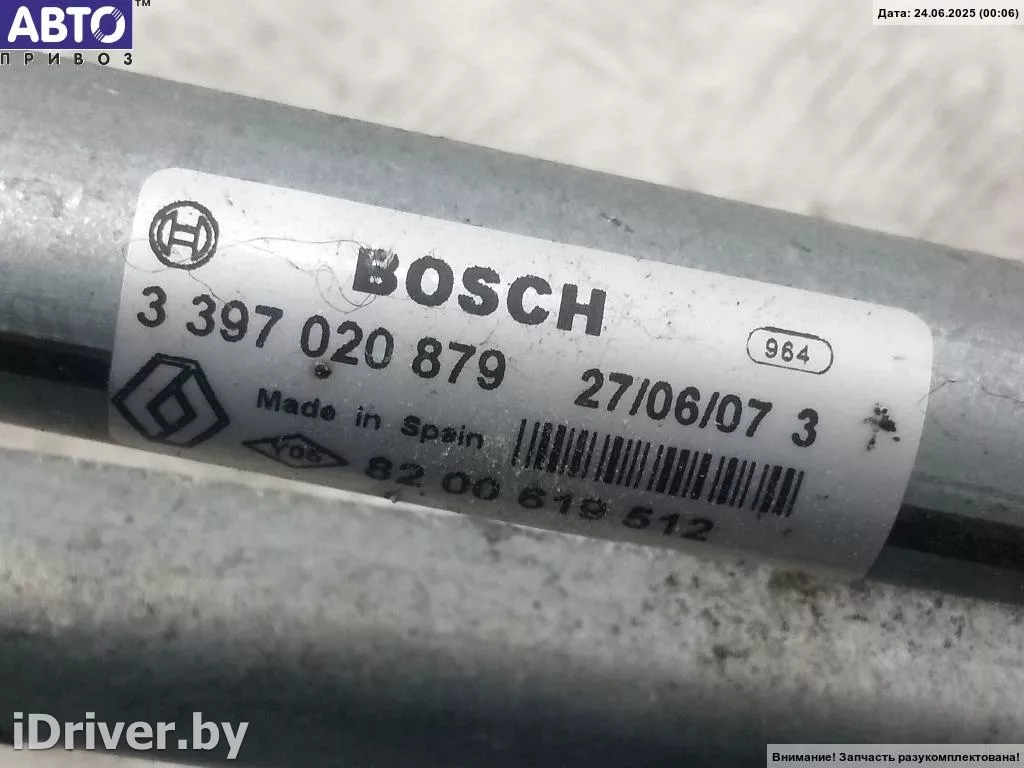 АВТО™
ПРИВОЗ
Дата: 24.06.2025 (00:06)
BOSCH
964
3 397 020 879
27/06/07 3
Made in Spain
Y06
82 00 619 512
iDriver.by
Внимание! Запчасть разукомплектована!